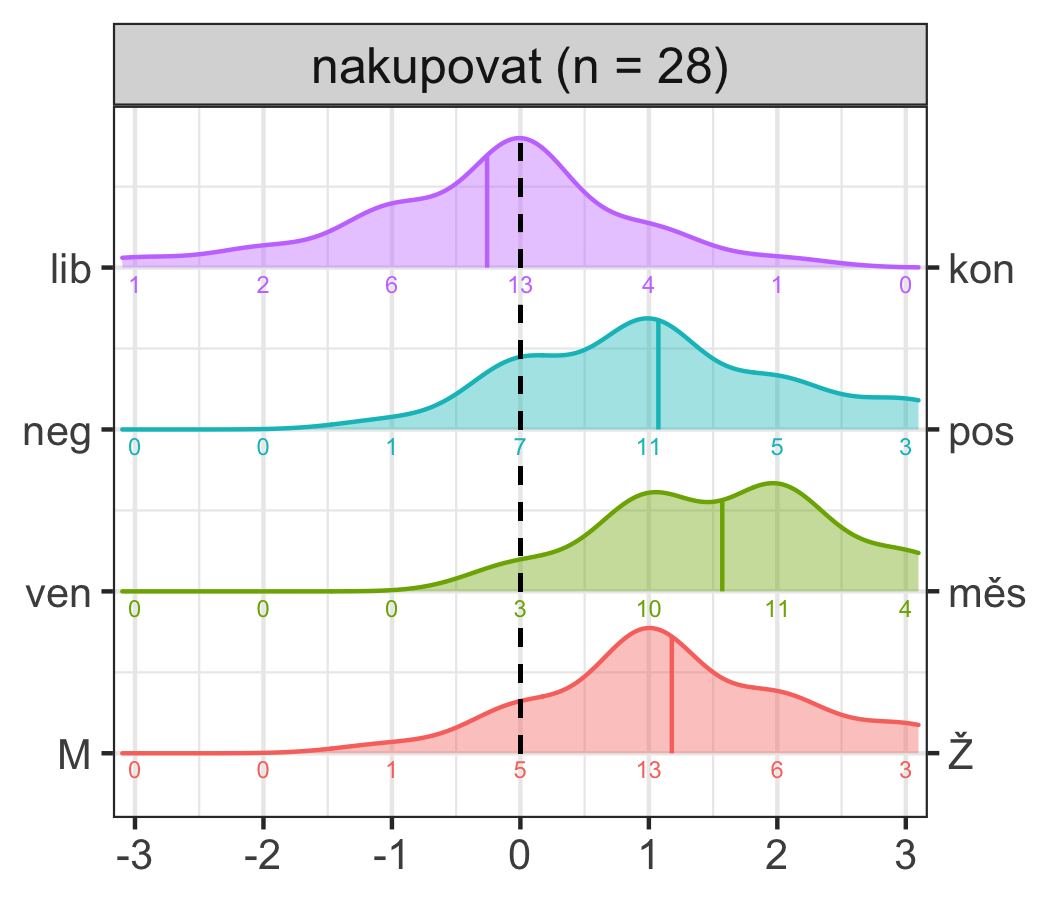 nakupovat (n = 28)
lib kon
1 2 6 13 4 1 0
neg pos
0 0 1 7 11 5 3
ven měs
0 0 0 3 10 11 4
M Ž
0 0 1 5 13 6 3
-3 -2 -1 0 1 2 3